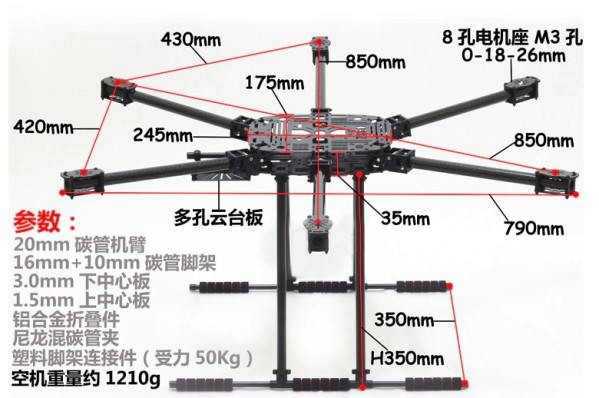 430mm
850mm
8 孔电机座 M3 孔
0-18-26mm
175mm
420mm
245mm
850mm
多孔云台板
35mm
790mm
参数：
20mm 碳管机臂
16mm+10mm 碳管脚架
3.0mm 下中心板
1.5mm 上中心板
铝合金折叠件
尼龙混碳管夹
塑料脚架连接件（受力 50Kg）
空机重量约 1210g
350mm
H350mm